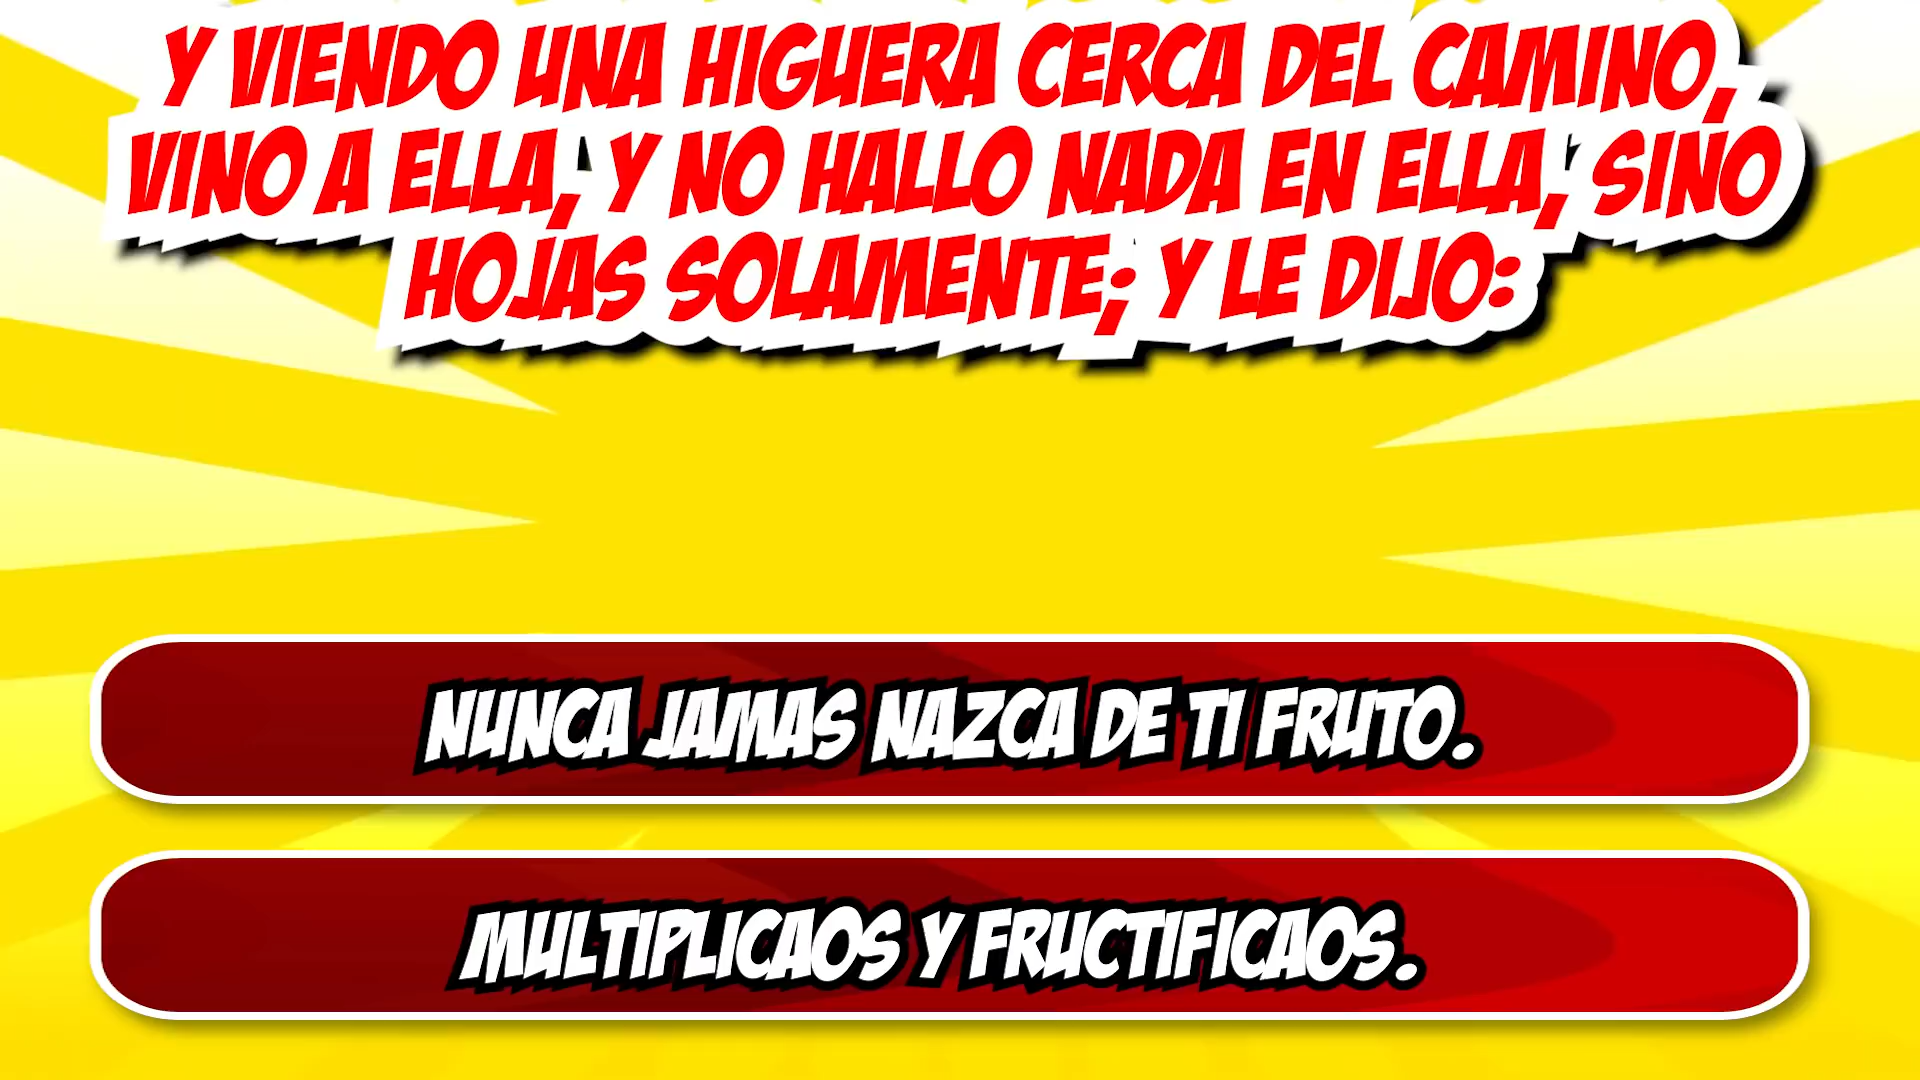 Y VIENDO UNA HIGUERA CERCA DEL CAMINO,
VINO A ELLA, Y NO HALLO NADA EN ELLA, SINO
HOJAS SOLAMENTE; Y LE DIJO:
NUNCA JAMAS NAZCA DE TI FRUTO.
MULTIPLICAOS Y FRUCTIFICAOS.